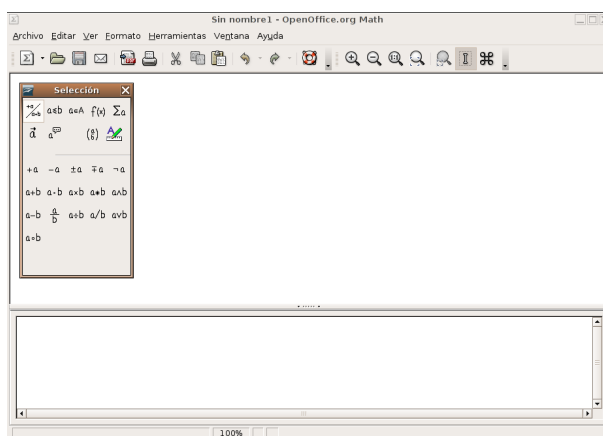 Sin nombre1 - OpenOffice.org Math
Archivo Editar Ver Formato Herramientas Ventana Ayuda
Selección X
+a/a+b a≤b a∈A f(x) Σa
a⃗ (a b)
+a -a ±a ∓a ¬a
a+b a·b a×b a∗b a∧b
a-b a/b a÷b a/b a∨b
a∘b
100%